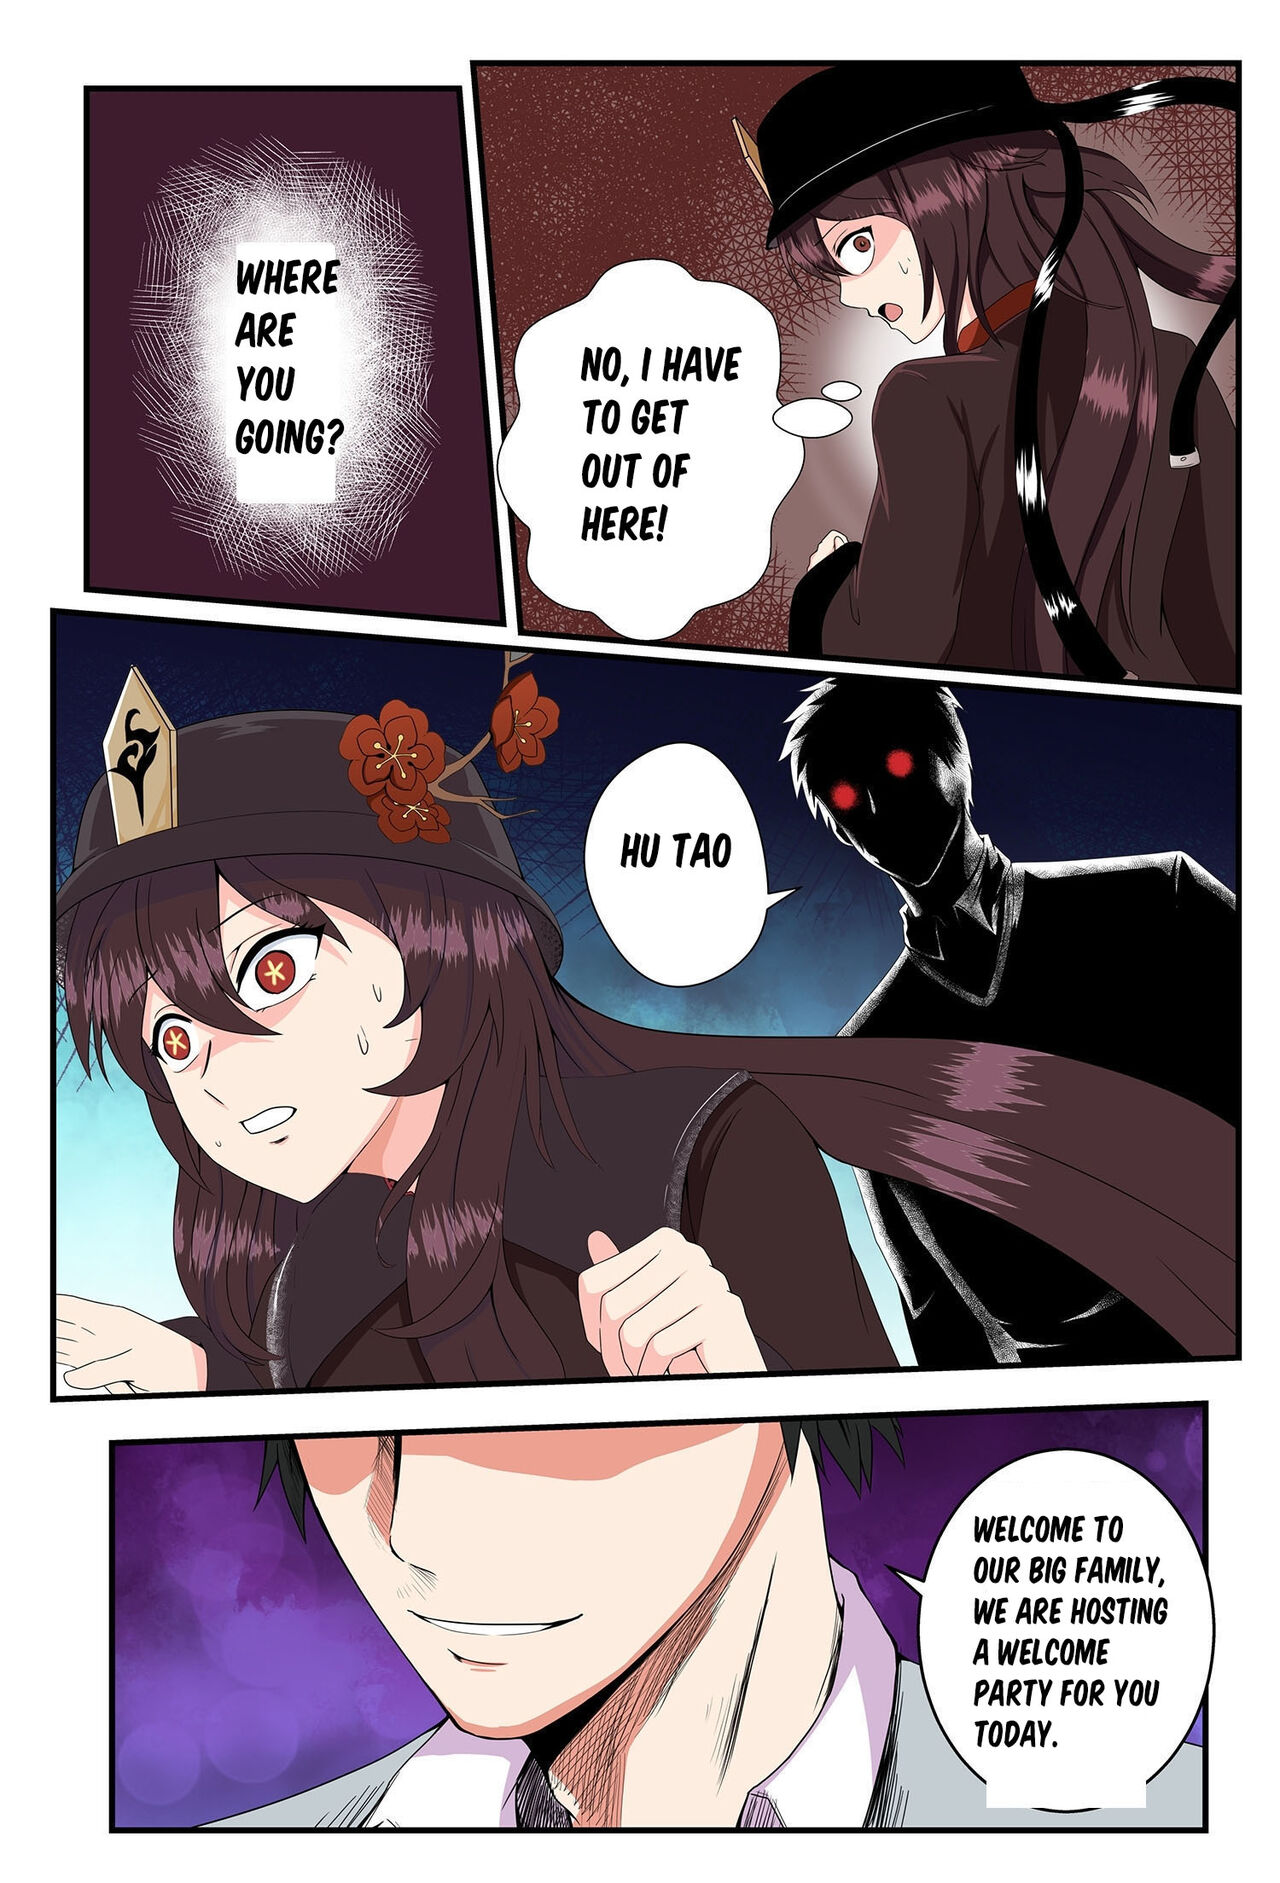 NO, I HAVE
TO GET
OUT OF
HERE!
WHERE
ARE
YOU
GOING?
HU TAO
WELCOME TO
OUR BIG FAMILY,
WE ARE HOSTING
A WELCOME
PARTY FOR YOU
TODAY.